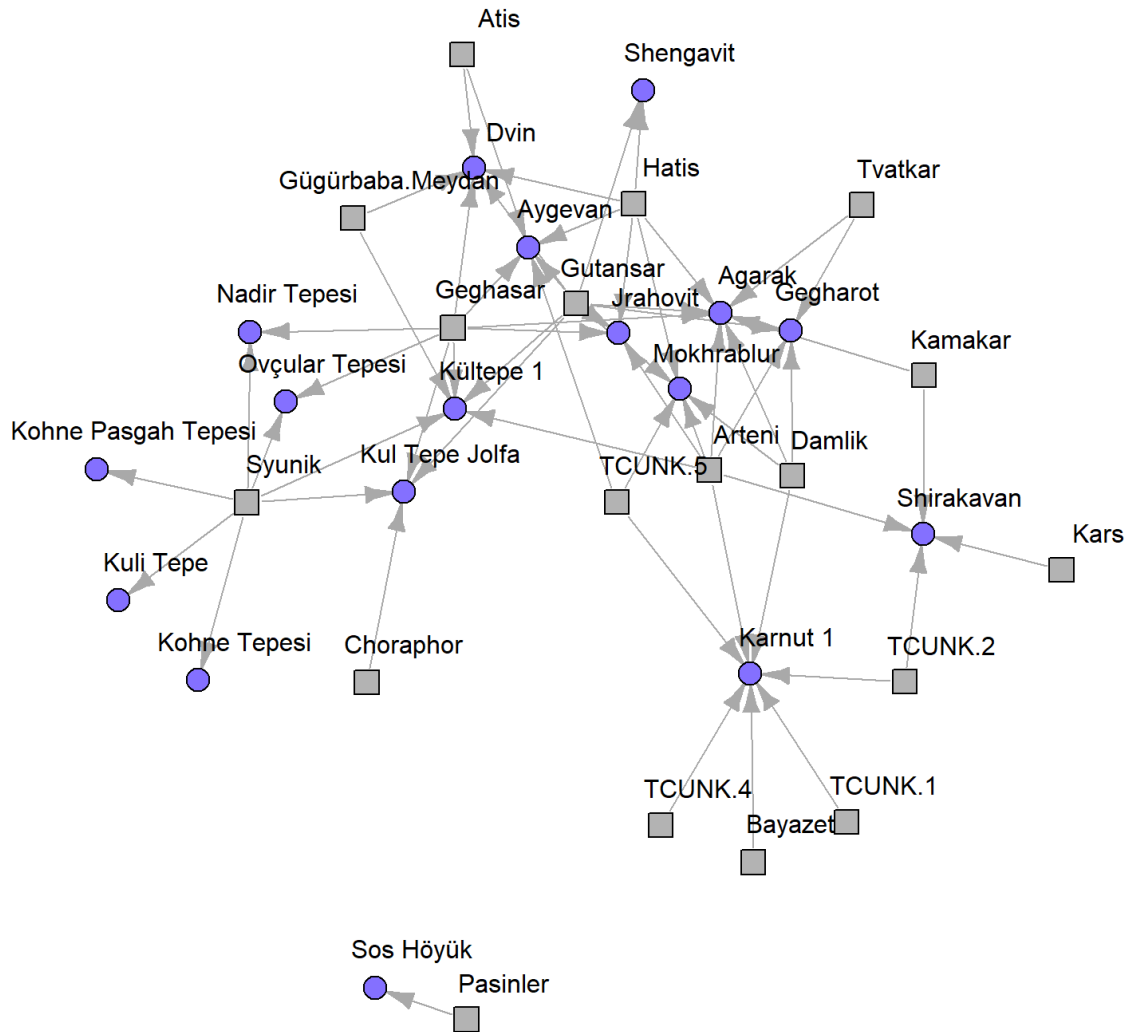 Atis
Shengavit
Dvin
Hatis
Tvatkar
Gügürbaba.Meydan
Aygevan
Gutansar
Agarak
Nadir Tepesi
Geghasar
Jrahovit
Gegharot
Kamakar
Ovçular Tepesi
Kültepe 1
Mokhrablur
Kohne Pasgah Tepesi
Syunik
Kul Tepe Jolfa
TCUNK.5
Arteni
Damlik
Shirakavan
Kars
Kuli Tepe
Kohne Tepesi
Choraphor
Karnut 1
TCUNK.2
TCUNK.4
TCUNK.1
Bayazet
Sos Höyük
Pasinler